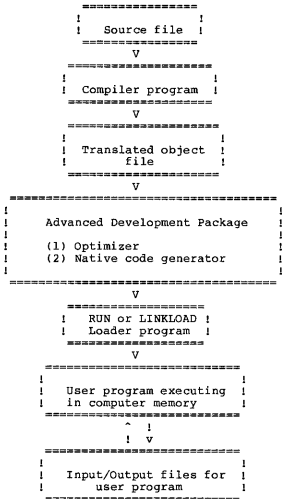 =================
!                !
!   Source file  !
================
V
===================
!                  !
! Compiler program !
===================
V
====================
!                    !
! Translated object  !
!       file         !
====================
V
====================================
!                                    !
!     Advanced Development Package   !
!                                    !
!     (1) Optimizer                  !
!     (2) Native code generator      !
!                                    !
====================================
V
==================
!  RUN or LINKLOAD !
!  Loader program  !
==================
V
==========================
!                          !
!  User program executing  !
!  in computer memory      !
==========================
^  !
!  v
==========================
!                          !
!  Input/Output files for  !
!      user program        !
==========================